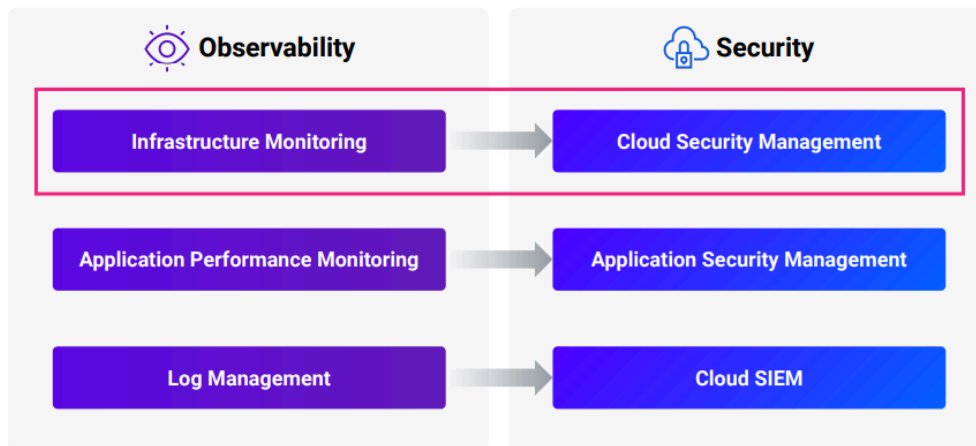 Observability
Security
Infrastructure Monitoring
Cloud Security Management
Application Performance Monitoring
Application Security Management
Log Management
Cloud SIEM